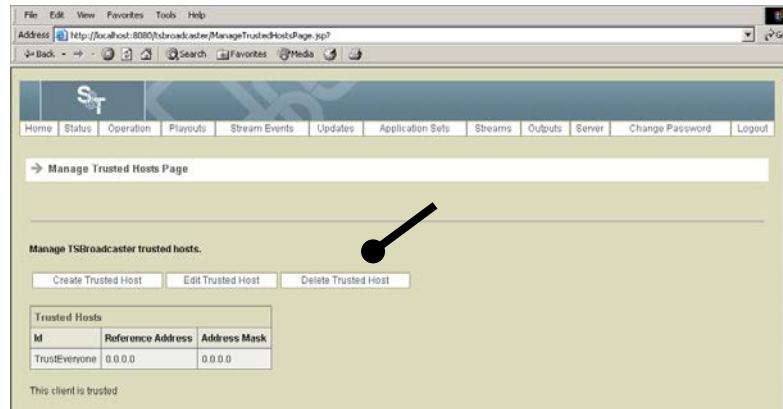 File Edit View Favorites Tools Help
Address http://localhost:8080/tsbroadcaster/ManageTrustedHostsPage.jsp?
Back Search Favorites Media
S&T
Home Status Operation Playouts Stream Events Updates Application Sets Streams Outputs Server Change Password Logout
Manage Trusted Hosts Page
Manage TSBroadcaster trusted hosts.
Create Trusted Host Edit Trusted Host Delete Trusted Host
Trusted Hosts
Id Reference Address Address Mask
TrustEveryone 0.0.0.0 0.0.0.0
This client is trusted